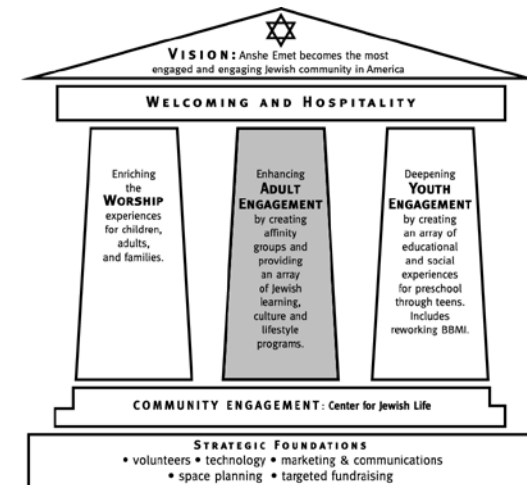 VISION: Anshe Emet becomes the most
engaged and engaging Jewish community in America
WELCOMING AND HOSPITALITY
Enriching
the
WORSHIP
experiences
for children,
adults,
and families.
Enhancing
ADULT
ENGAGEMENT
by creating
affinity
groups and
providing
an array
of Jewish
learning,
culture and
lifestyle
programs.
Deepening
YOUTH
ENGAGEMENT
by creating
an array of
educational
and social
experiences
for preschool
through teens.
Includes
reworking BBMI.
COMMUNITY ENGAGEMENT: Center for Jewish Life
STRATEGIC FOUNDATIONS
• volunteers • technology • marketing & communications
• space planning • targeted fundraising